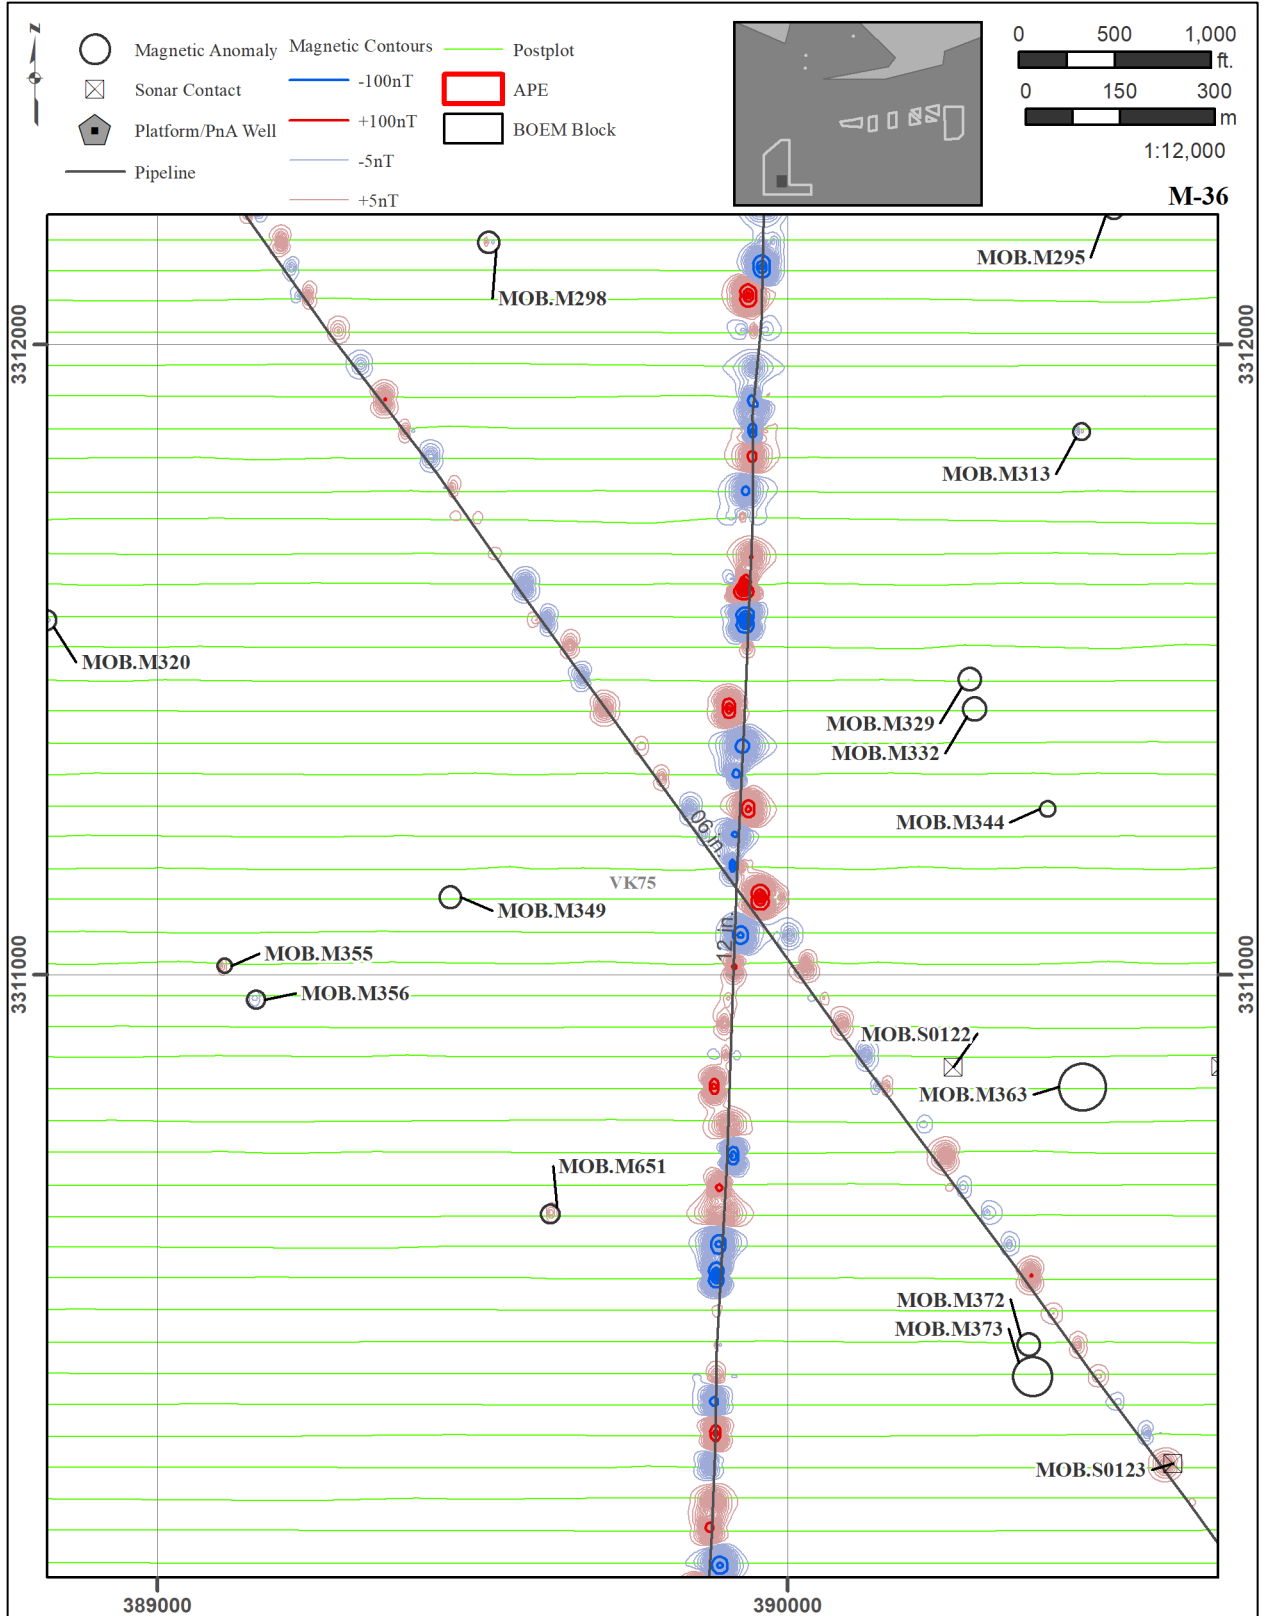 Z
Magnetic Anomaly
Sonar Contact
Platform/PnA Well
Pipeline
Magnetic Contours
-100nT
+100nT
-5nT
+5nT
Postplot
APE
BOEM Block
0 500 1,000
ft.
0 150 300
m
1:12,000
M-36
MOB.M295
MOB.M298
3312000
3312000
MOB.M313
MOB.M320
MOB.M329
MOB.M332
MOB.M344
06 in.
VK75
MOB.M349
12 in.
MOB.M355
3311000
3311000
MOB.M356
MOB.S0122
MOB.M363
MOB.M651
MOB.M372
MOB.M373
MOB.S0123
389000
390000